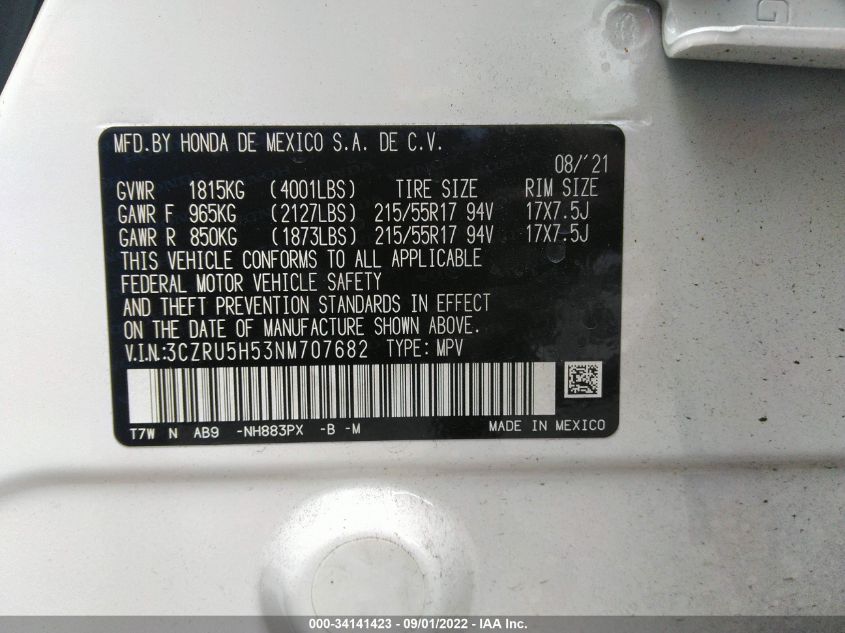 G
MFD.BY HONDA DE MEXICO S.A. DE C.V.
08/'21
GVWR 1815KG (4001LBS) TIRE SIZE RIM SIZE
GAWR F 965KG (2127LBS) 215/55R17 94V 17X7.5J
GAWR R 850KG (1873LBS) 215/55R17 94V 17X7.5J
THIS VEHICLE CONFORMS TO ALL APPLICABLE
FEDERAL MOTOR VEHICLE SAFETY
AND THEFT PREVENTION STANDARDS IN EFFECT
ON THE DATE OF MANUFACTURE SHOWN ABOVE.
V.I.N.:3CZRU5H53NM707682 TYPE: MPV
T7W N AB9 -NH883PX -B -M MADE IN MEXICO
000-34141423 - 09/01/2022 - IAA Inc.